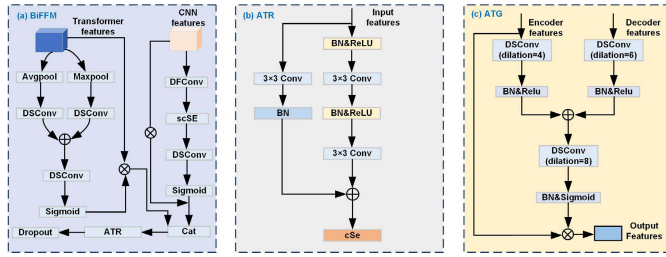 (a) BiFFM
Transformer
features
CNN
features
Avgpool
Maxpool
DSConv
DSConv
DSConv
Sigmoid
DFConv
scSE
DSConv
Sigmoid
Dropout
ATR
Cat
(b) ATR
Input
features
BN&ReLU
3×3 Conv
3×3 Conv
BN
BN&ReLU
3×3 Conv
cSe
(c) ATG
Encoder
features
Decoder
features
DSConv
(dilation=4)
DSConv
(dilation=6)
BN&Relu
BN&Relu
DSConv
(dilation=8)
BN&Sigmoid
Output
Features